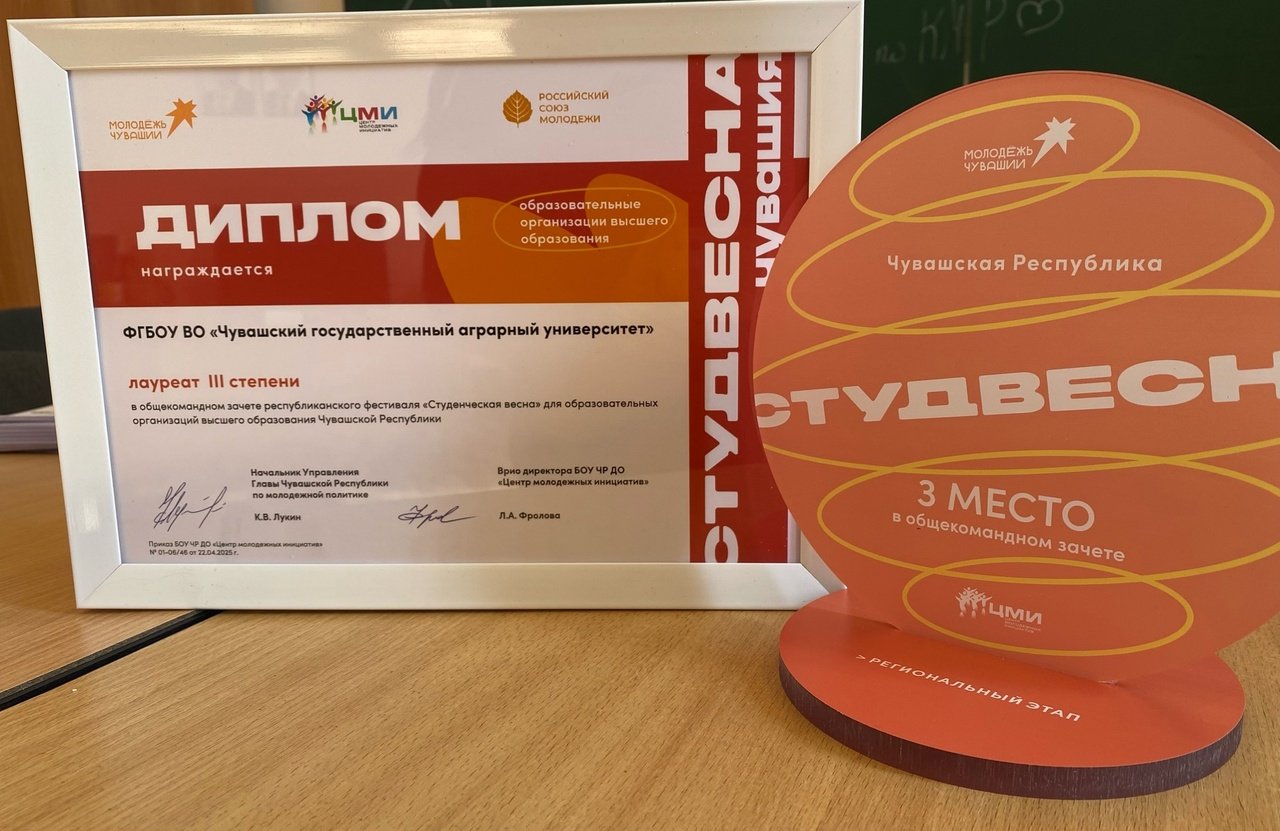 МОЛОДЁЖЬ
ЧУВАШИИ
ЦМИ
ЦЕНТР
МОЛОДЕЖНЫХ
ИНИЦИАТИВ
РОССИЙСКИЙ
СОЮЗ
МОЛОДЕЖИ
ДИПЛОМ
награждается
образовательные
организации высшего
образования
ФГБОУ ВО «Чувашский государственный аграрный университет»
лауреат III степени
в общекомандном зачете республиканского фестиваля «Студенческая весна» для образовательных
организаций высшего образования Чувашской Республики
Начальник Управления
Главы Чувашской Республики
по молодежной политике
К.В. Лукин
Врио директора БОУ ЧР ДО
«Центр молодежных инициатив»
Л.А. Фролова
Приказ БОУ ЧР ДО «Центр молодежных инициатив»
№ 01-06/46 от 22.04.2025 г.
СТУДВЕСНА
ЧУВАШИЯ
МОЛОДЁЖЬ
ЧУВАШИИ
Чувашская Республика
СТУДВЕСН
3 МЕСТО
в общекомандном зачете
ЦМИ
> РЕГИОНАЛЬНЫЙ ЭТАП
по